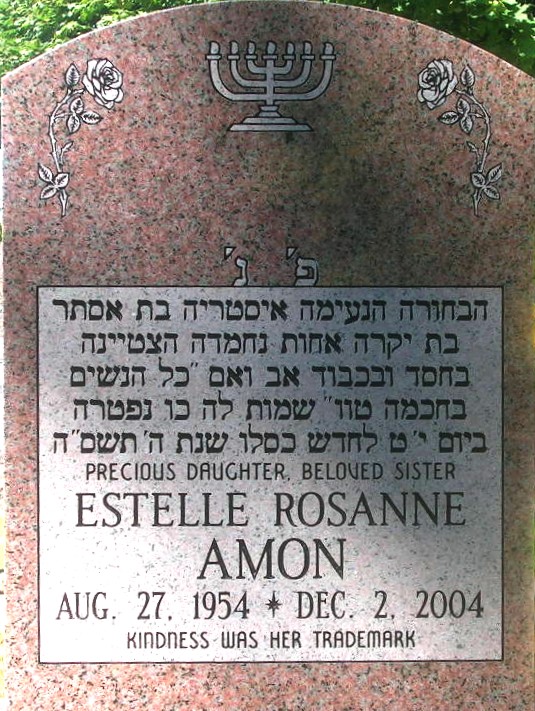 פ׳ נ׳
הבחורה הנעימה איסטריה בת אסתר
בת יקרה אחות נחמדה הצטיינה
בחסד ובכבוד אב ואם ״כל הנשים
בחכמה טוו״ שמות לה כו נפטרה
ביום י׳ט לחדש כסלו שנת ה׳ תשס״ה
PRECIOUS DAUGHTER, BELOVED SISTER
ESTELLE ROSANNE
AMON
AUG. 27, 1954 ✶ DEC. 2, 2004
KINDNESS WAS HER TRADEMARK